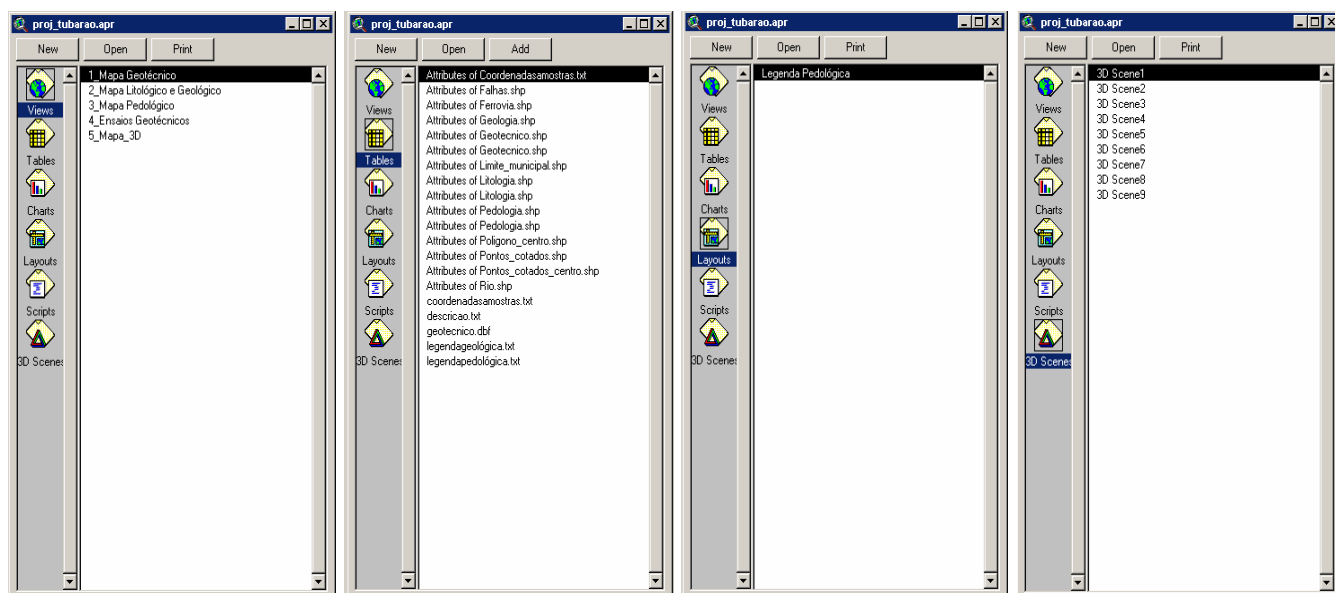 proj_tubarao.apr
New Open Print
Views
Tables
Charts
Layouts
Scripts
3D Scenes
1_Mapa Geotécnico
2_Mapa Litológico e Geológico
3_Mapa Pedológico
4_Ensaios Geotécnicos
5_Mapa_3D
proj_tubarao.apr
New Open Add
Views
Tables
Charts
Layouts
Scripts
3D Scenes
Attributes of Coordenadasamostras.txt
Attributes of Falhas.shp
Attributes of Ferrovia.shp
Attributes of Geologia.shp
Attributes of Geotecnico.shp
Attributes of Geotecnico.shp
Attributes of Limite_municipal.shp
Attributes of Litologia.shp
Attributes of Litologia.shp
Attributes of Pedologia.shp
Attributes of Pedologia.shp
Attributes of Poligono_centro.shp
Attributes of Pontos_cotados.shp
Attributes of Pontos_cotados_centro.shp
Attributes of Rio.shp
coordenadasamostras.txt
descricao.txt
geotecnico.dbf
legendageológica.txt
legendapedológica.txt
proj_tubarao.apr
New Open Print
Views
Tables
Charts
Layouts
Scripts
3D Scenes
Legenda Pedológica
proj_tubarao.apr
New Open Print
Views
Tables
Charts
Layouts
Scripts
3D Scenes
3D Scene1
3D Scene2
3D Scene3
3D Scene4
3D Scene5
3D Scene6
3D Scene7
3D Scene8
3D Scene9